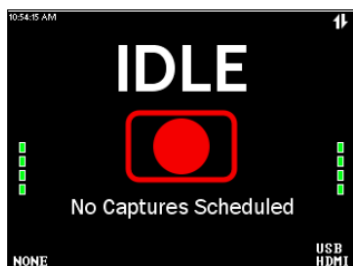 10:54:15 AM
IDLE
No Captures Scheduled
USB
NONE HDMI